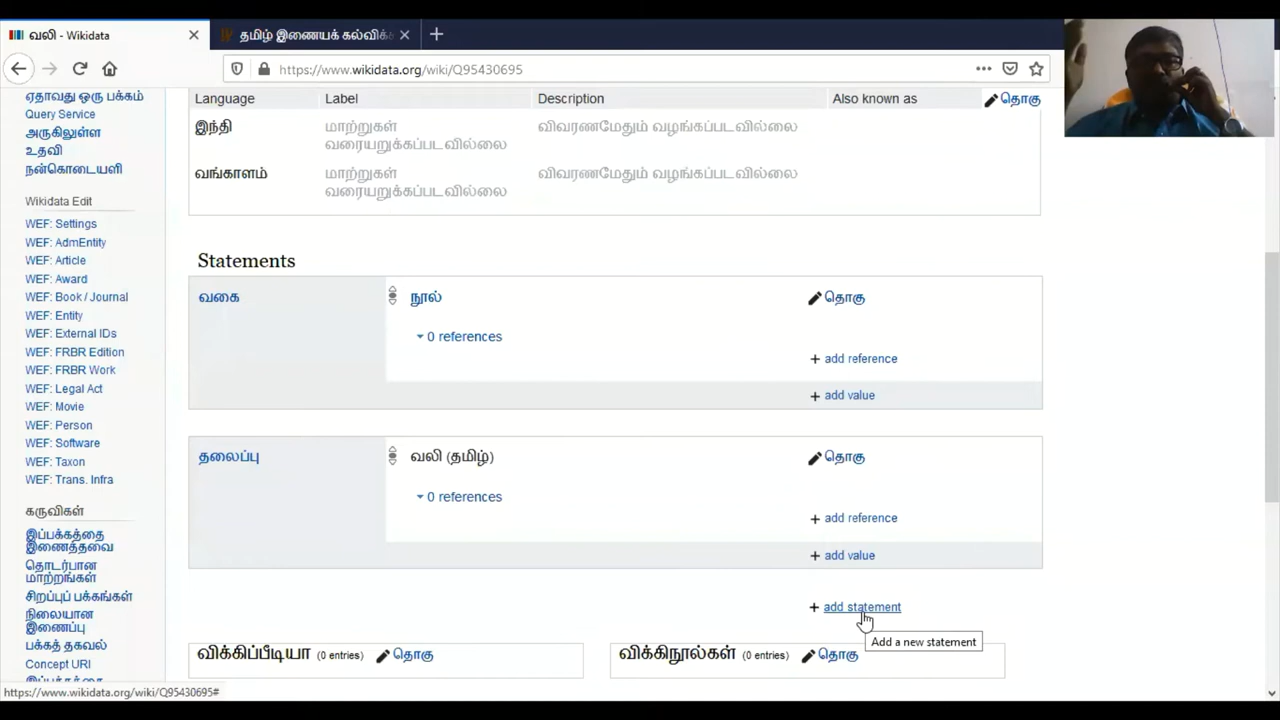 வலி - Wikidata
தமிழ் இணையக் கல்விக்
https://www.wikidata.org/wiki/Q95430695
ஏதாவது ஒரு பக்கம்
Query Service
அருகிலுள்ள
உதவி
நன்கொடையளி
Wikidata Edit
WEF: Settings
WEF: AdmEntity
WEF: Article
WEF: Award
WEF: Book / Journal
WEF: Entity
WEF: External IDs
WEF: FRBR Edition
WEF: FRBR Work
WEF: Legal Act
WEF: Movie
WEF: Person
WEF: Software
WEF: Taxon
WEF: Trans. Infra
கருவிகள்
இப்பக்கத்தை
இணைத்தவை
தொடர்பான
மாற்றங்கள்
சிறப்புப் பக்கங்கள்
நிலையான
இணைப்பு
பக்கத் தகவல்
Concept URI
Language Label Description Also known as தொகு
இந்தி மாற்றுகள் விவரணமேதும் வழங்கப்படவில்லை
வரையறுக்கப்படவில்லை
வங்காளம் மாற்றுகள் விவரணமேதும் வழங்கப்படவில்லை
வரையறுக்கப்படவில்லை
Statements
வகை நூல் தொகு
0 references
+ add reference
+ add value
தலைப்பு வலி (தமிழ்) தொகு
0 references
+ add reference
+ add value
+ add statement
Add a new statement
விக்கிப்பீடியா (0 entries) தொகு விக்கிநூல்கள் (0 entries) தொகு
https://www.wikidata.org/wiki/Q95430695#